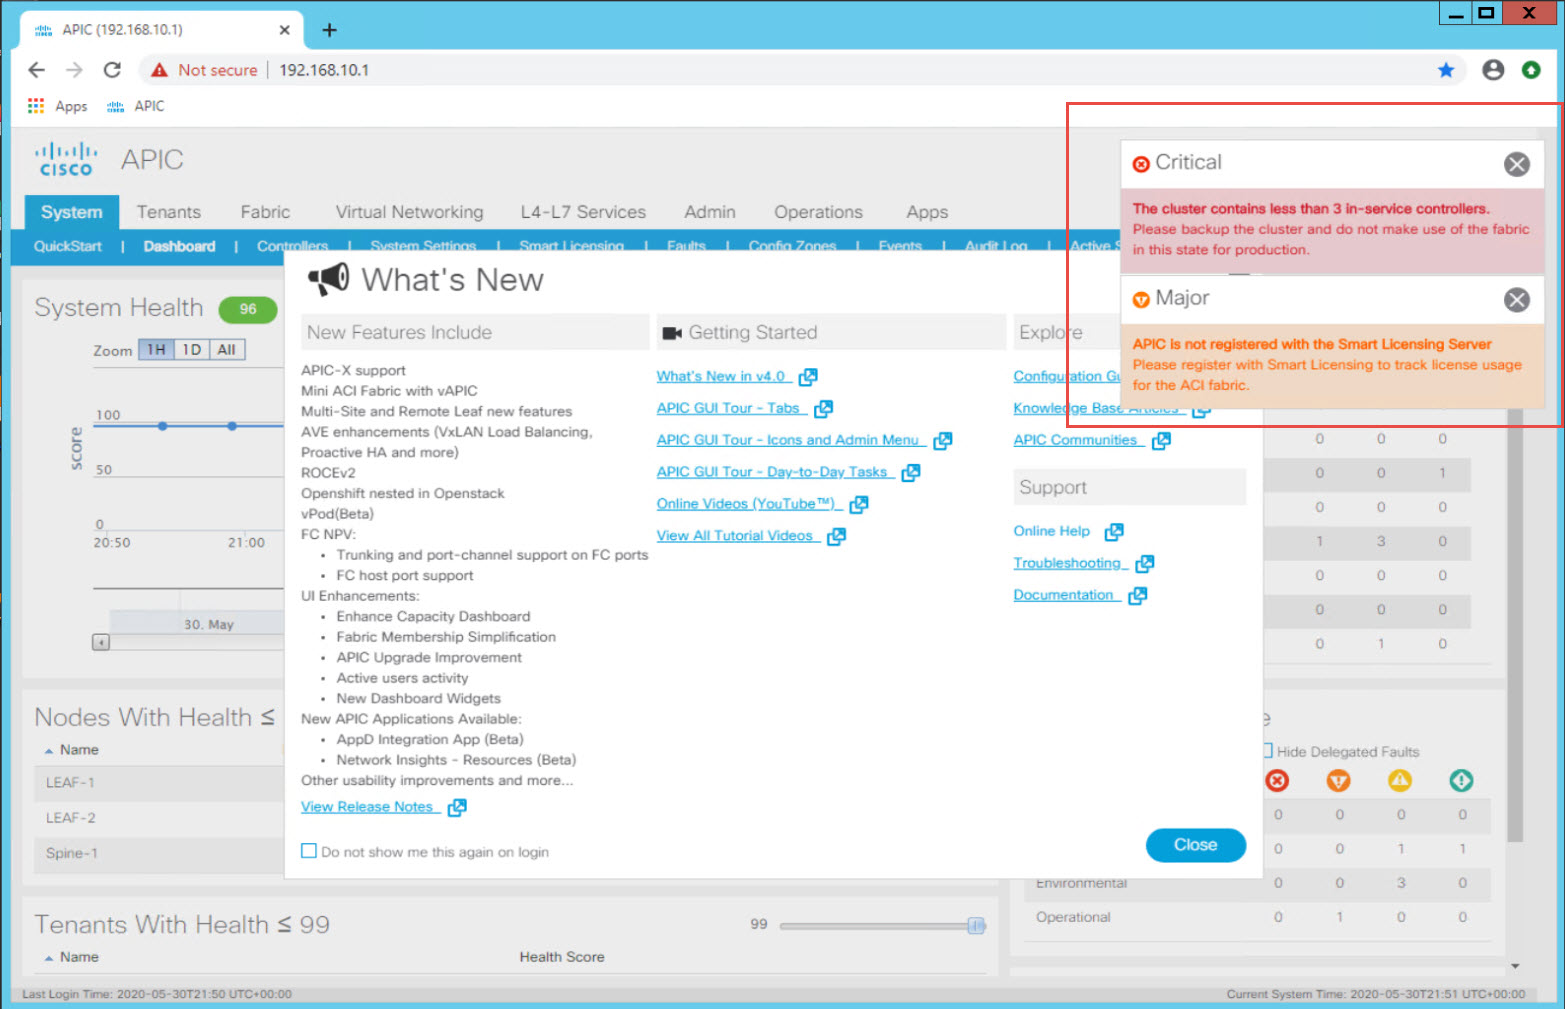 APIC (192.168.10.1)
Not secure
192.168.10.1
Apps
APIC
CISCO
APIC
System
Tenants
Fabric
Virtual Networking
L4-L7 Services
Admin
Operations
Apps
QuickStart | Dashboard | Controllers | System Settings | Smart Licensing | Faults | Config Zones | Events | Audit Log | Active S
Critical
The cluster contains less than 3 in-service controllers.
Please backup the cluster and do not make use of the fabric
in this state for production.
Major
APIC is not registered with the Smart Licensing Server
Please register with Smart Licensing to track license usage
for the ACI fabric.
System Health 96
Zoom 1H 1D All
score
100
50
0
20:50 21:00
30. May
What's New
New Features Include
APIC-X support
Mini ACI Fabric with vAPIC
Multi-Site and Remote Leaf new features
AVE enhancements (VxLAN Load Balancing,
Proactive HA and more)
ROCEv2
Openshift nested in Openstack
vPod(Beta)
FC NPV:
• Trunking and port-channel support on FC ports
• FC host port support
UI Enhancements:
• Enhance Capacity Dashboard
• Fabric Membership Simplification
• APIC Upgrade Improvement
• Active users activity
• New Dashboard Widgets
New APIC Applications Available:
• AppD Integration App (Beta)
• Network Insights - Resources (Beta)
Other usability improvements and more...
View Release Notes
Do not show me this again on login
Getting Started
What's New in v4.0
APIC GUI Tour - Tabs
APIC GUI Tour - Icons and Admin Menu
APIC GUI Tour - Day-to-Day Tasks
Online Videos (YouTube™)
View All Tutorial Videos
Explore
Configuration Gu
Knowledge Base Articles
APIC Communities
Support
Online Help
Troubleshooting
Documentation
Close
0 0 0
0 0 1
0 0 0
1 3 0
0 0 0
0 0 0
0 1 0
Nodes With Health ≤
Name
LEAF-1
LEAF-2
Spine-1
e
Hide Delegated Faults
0 0 0 0
0 0 1 1
Environmental 0 0 3 0
Operational 0 1 0 0
Tenants With Health ≤ 99
99
Name
Health Score
Last Login Time: 2020-05-30T21:50 UTC+00:00
Current System Time: 2020-05-30T21:51 UTC+00:00